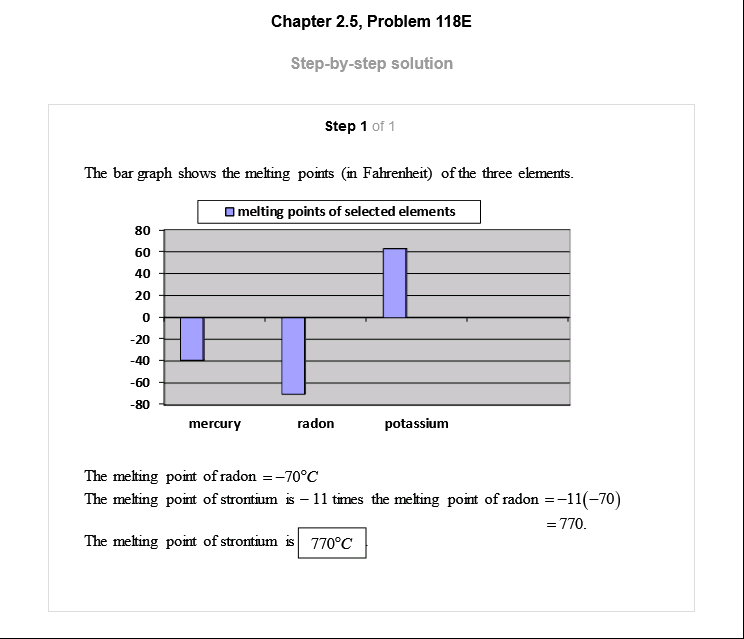 Chapter 2.5, Problem 118E
Step-by-step solution
Step 1 of 1
The bar graph shows the melting points (in Fahrenheit) of the three elements.
melting points of selected elements
80
60
40
20
0
-20
-40
-60
-80
mercury radon potassium
The melting point of radon =−70°C
The melting point of strontium is − 11 times the melting point of radon =−11(−70)
= 770.
The melting point of strontium is 770°C.